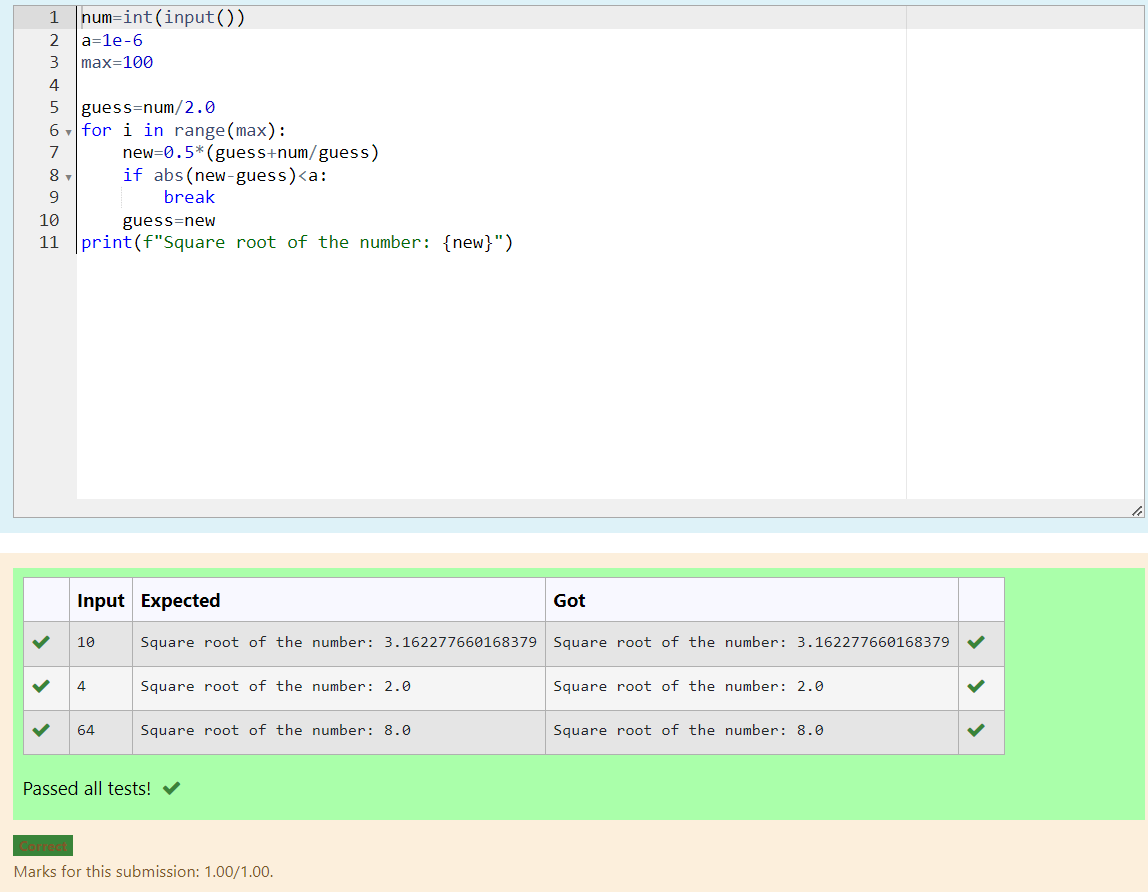 1 num=int(input())
2 a=1e-6
3 max=100
4
5 guess=num/2.0
6 for i in range(max):
7     new=0.5*(guess+num/guess)
8     if abs(new-guess)<a:
9         break
10     guess=new
11 print(f"Square root of the number: {new}")
Input Expected Got
10 Square root of the number: 3.162277660168379 Square root of the number: 3.162277660168379
4 Square root of the number: 2.0 Square root of the number: 2.0
64 Square root of the number: 8.0 Square root of the number: 8.0
Passed all tests!
Correct
Marks for this submission: 1.00/1.00.